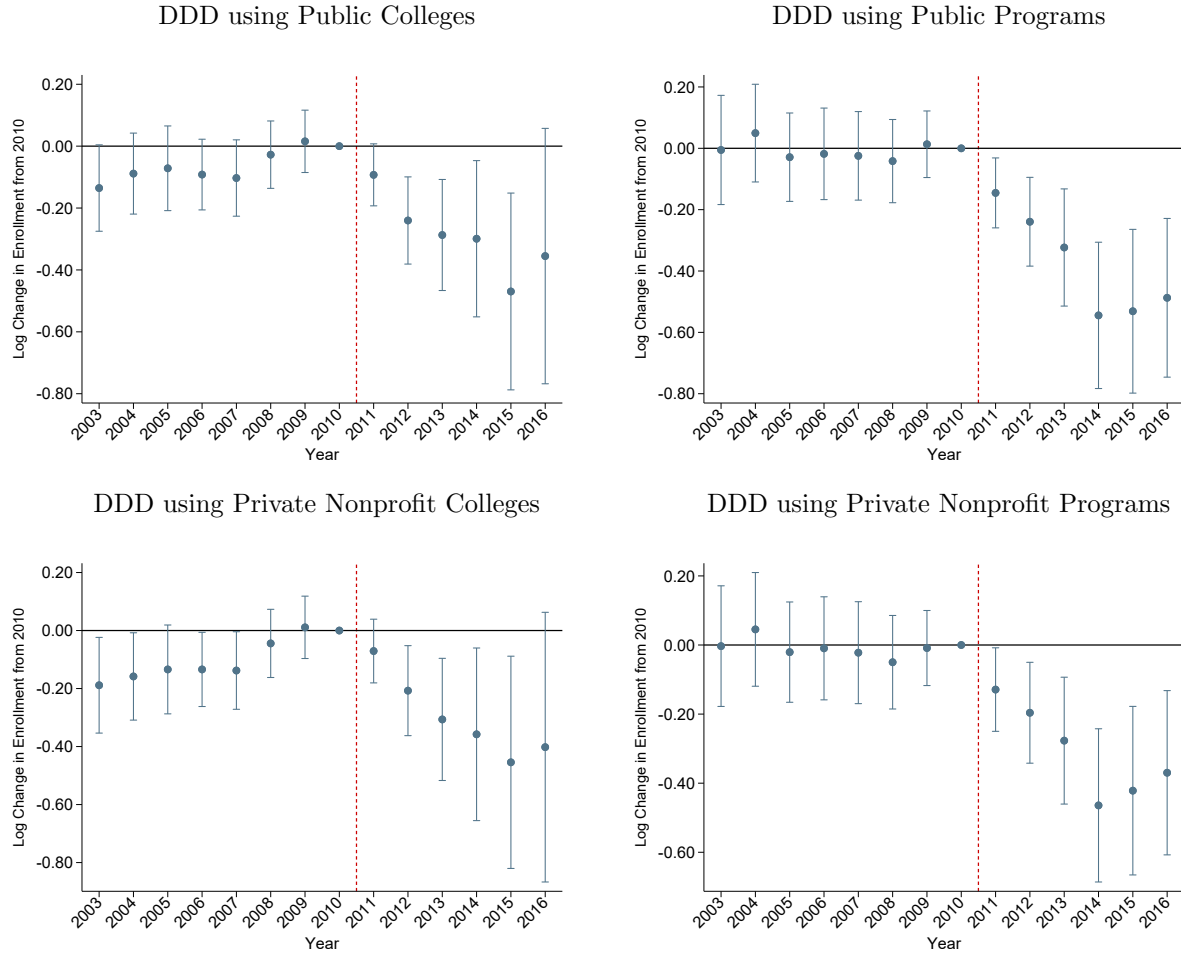 DDD using Public Colleges
Log Change in Enrollment from 2010
0.20
0.00
-0.20
-0.40
-0.60
-0.80
2003 2004 2005 2006 2007 2008 2009 2010 2011 2012 2013 2014 2015 2016
Year
DDD using Public Programs
Log Change in Enrollment from 2010
0.20
0.00
-0.20
-0.40
-0.60
-0.80
2003 2004 2005 2006 2007 2008 2009 2010 2011 2012 2013 2014 2015 2016
Year
DDD using Private Nonprofit Colleges
Log Change in Enrollment from 2010
0.20
0.00
-0.20
-0.40
-0.60
-0.80
2003 2004 2005 2006 2007 2008 2009 2010 2011 2012 2013 2014 2015 2016
Year
DDD using Private Nonprofit Programs
Log Change in Enrollment from 2010
0.20
0.00
-0.20
-0.40
-0.60
2003 2004 2005 2006 2007 2008 2009 2010 2011 2012 2013 2014 2015 2016
Year